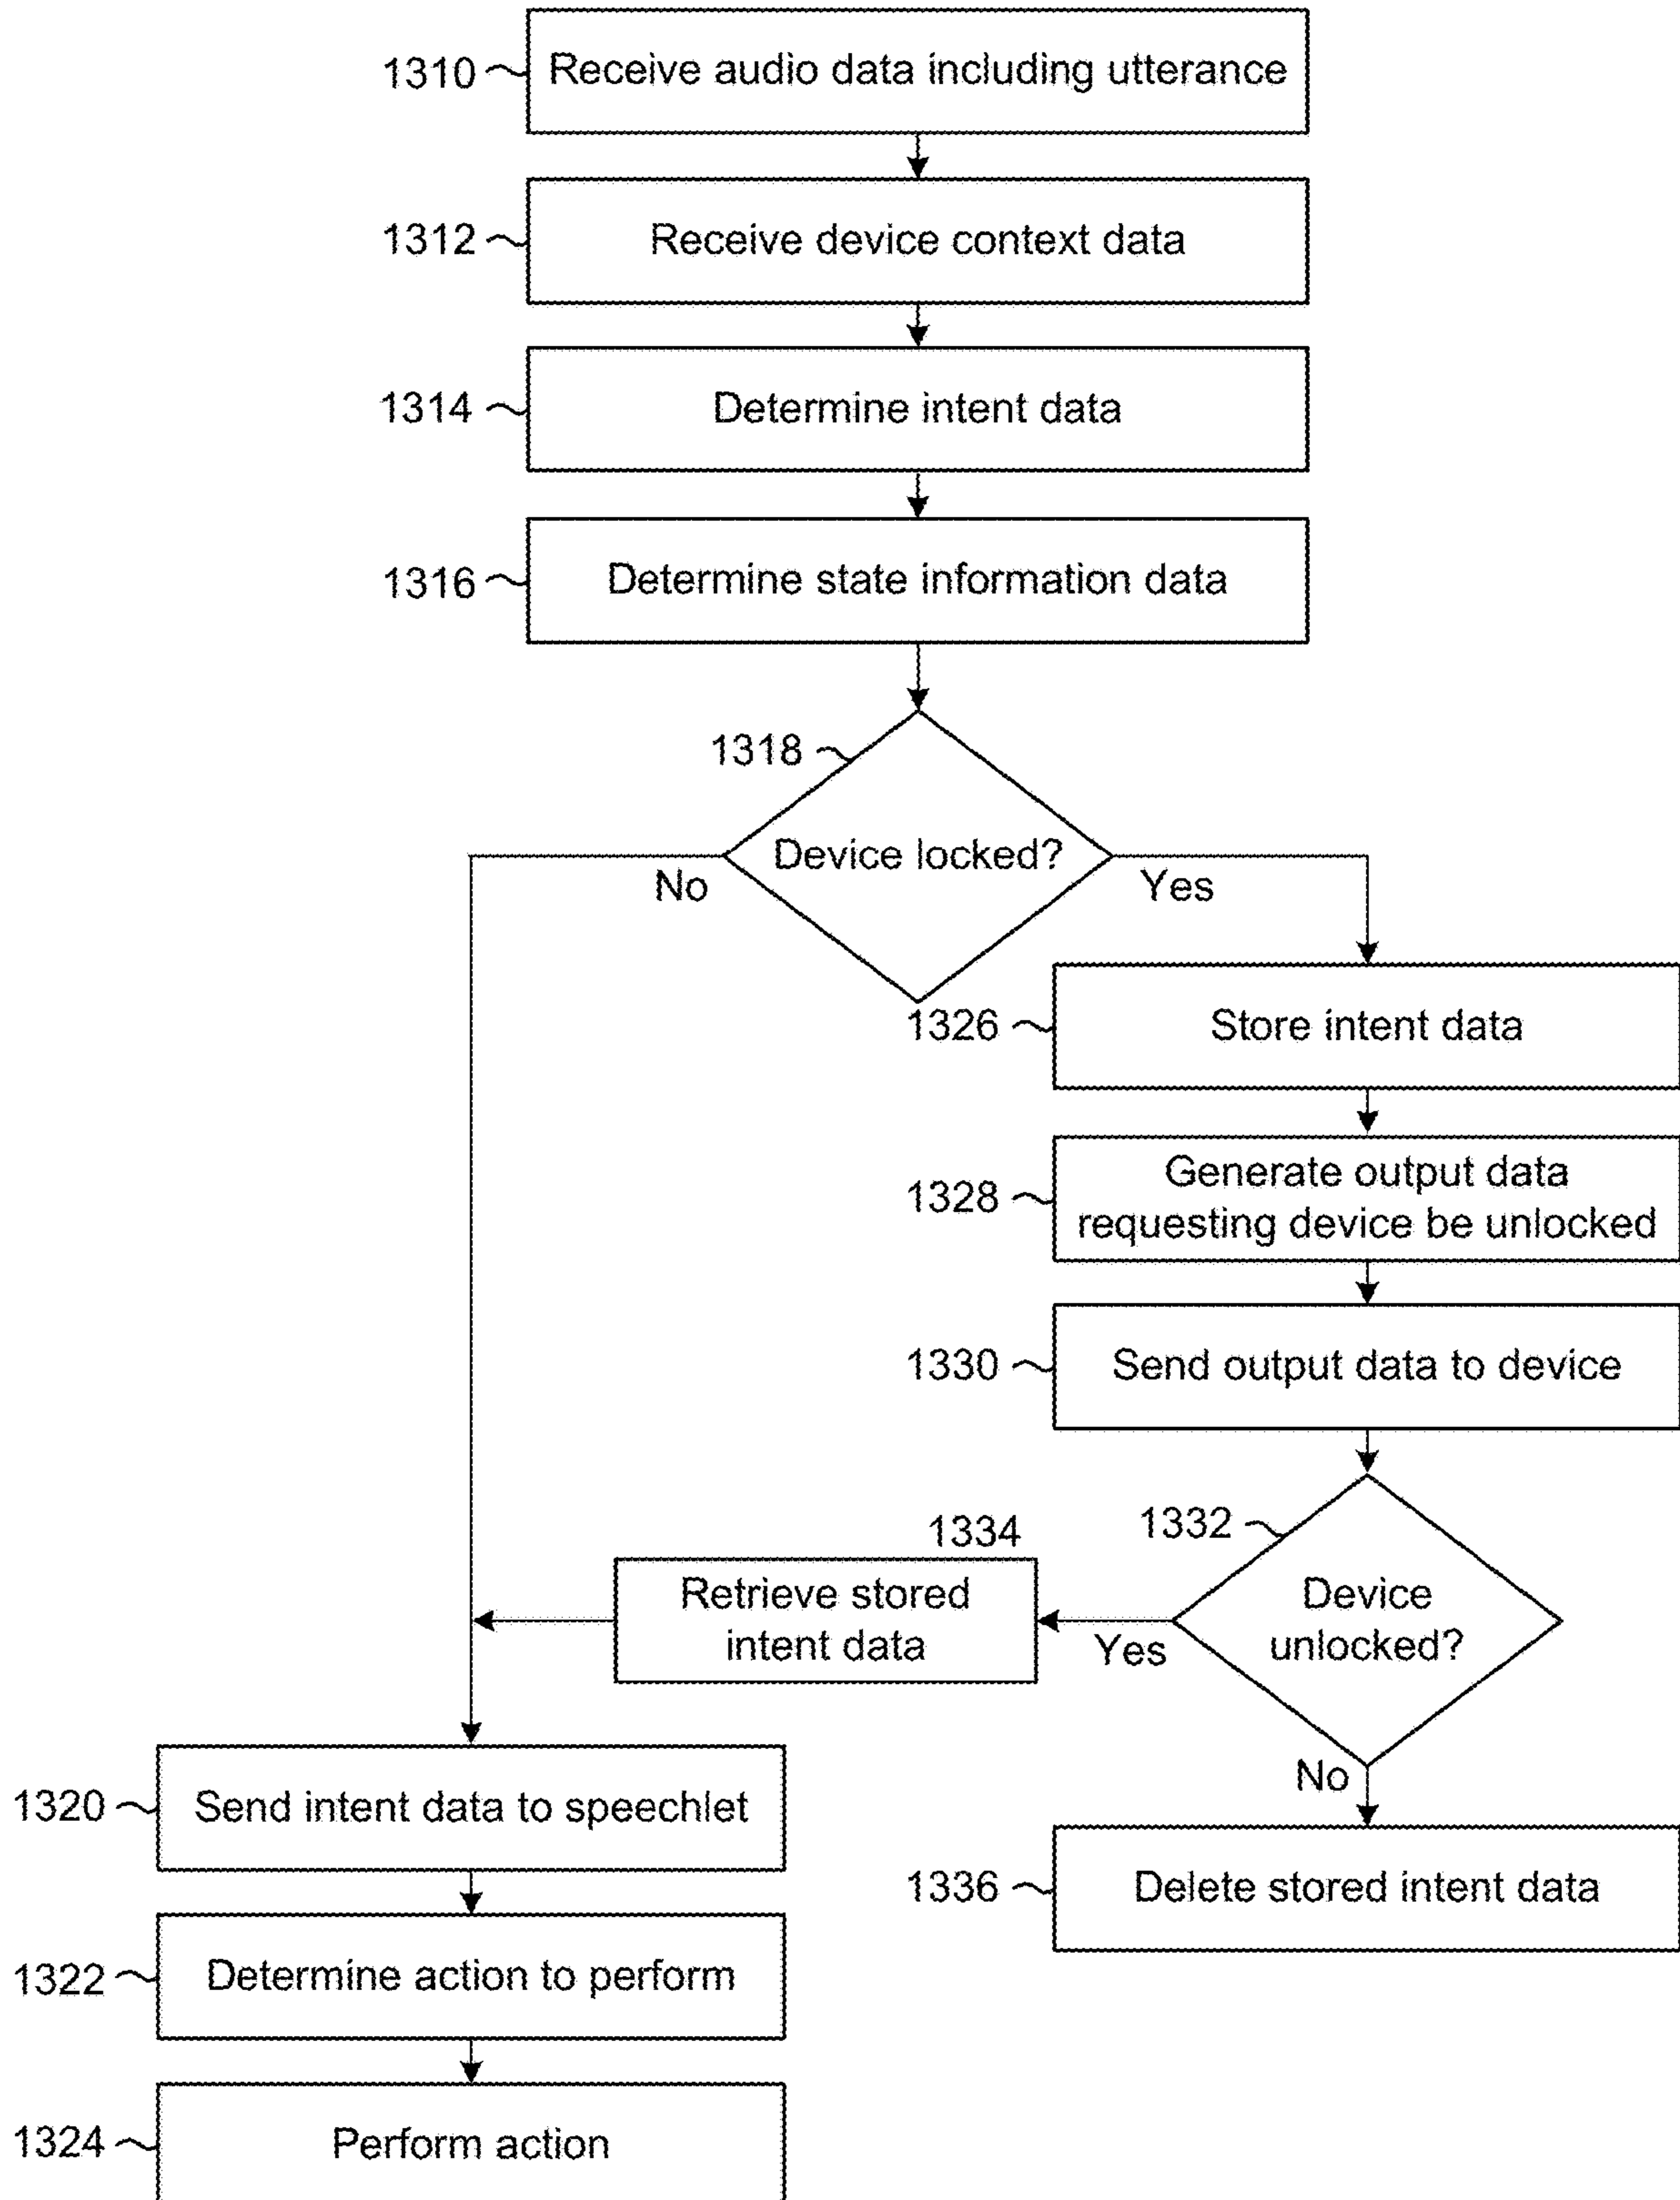 1310
Receive audio data including utterance
1312
Receive device context data
1314
Determine intent data
1316
Determine state information data
1318
Device locked?
No
Yes
1326
Store intent data
1328
Generate output data
requesting device be unlocked
1330
Send output data to device
1332
Device
unlocked?
Yes
1334
Retrieve stored
intent data
No
1336
Delete stored intent data
1320
Send intent data to speechlet
1322
Determine action to perform
1324
Perform action